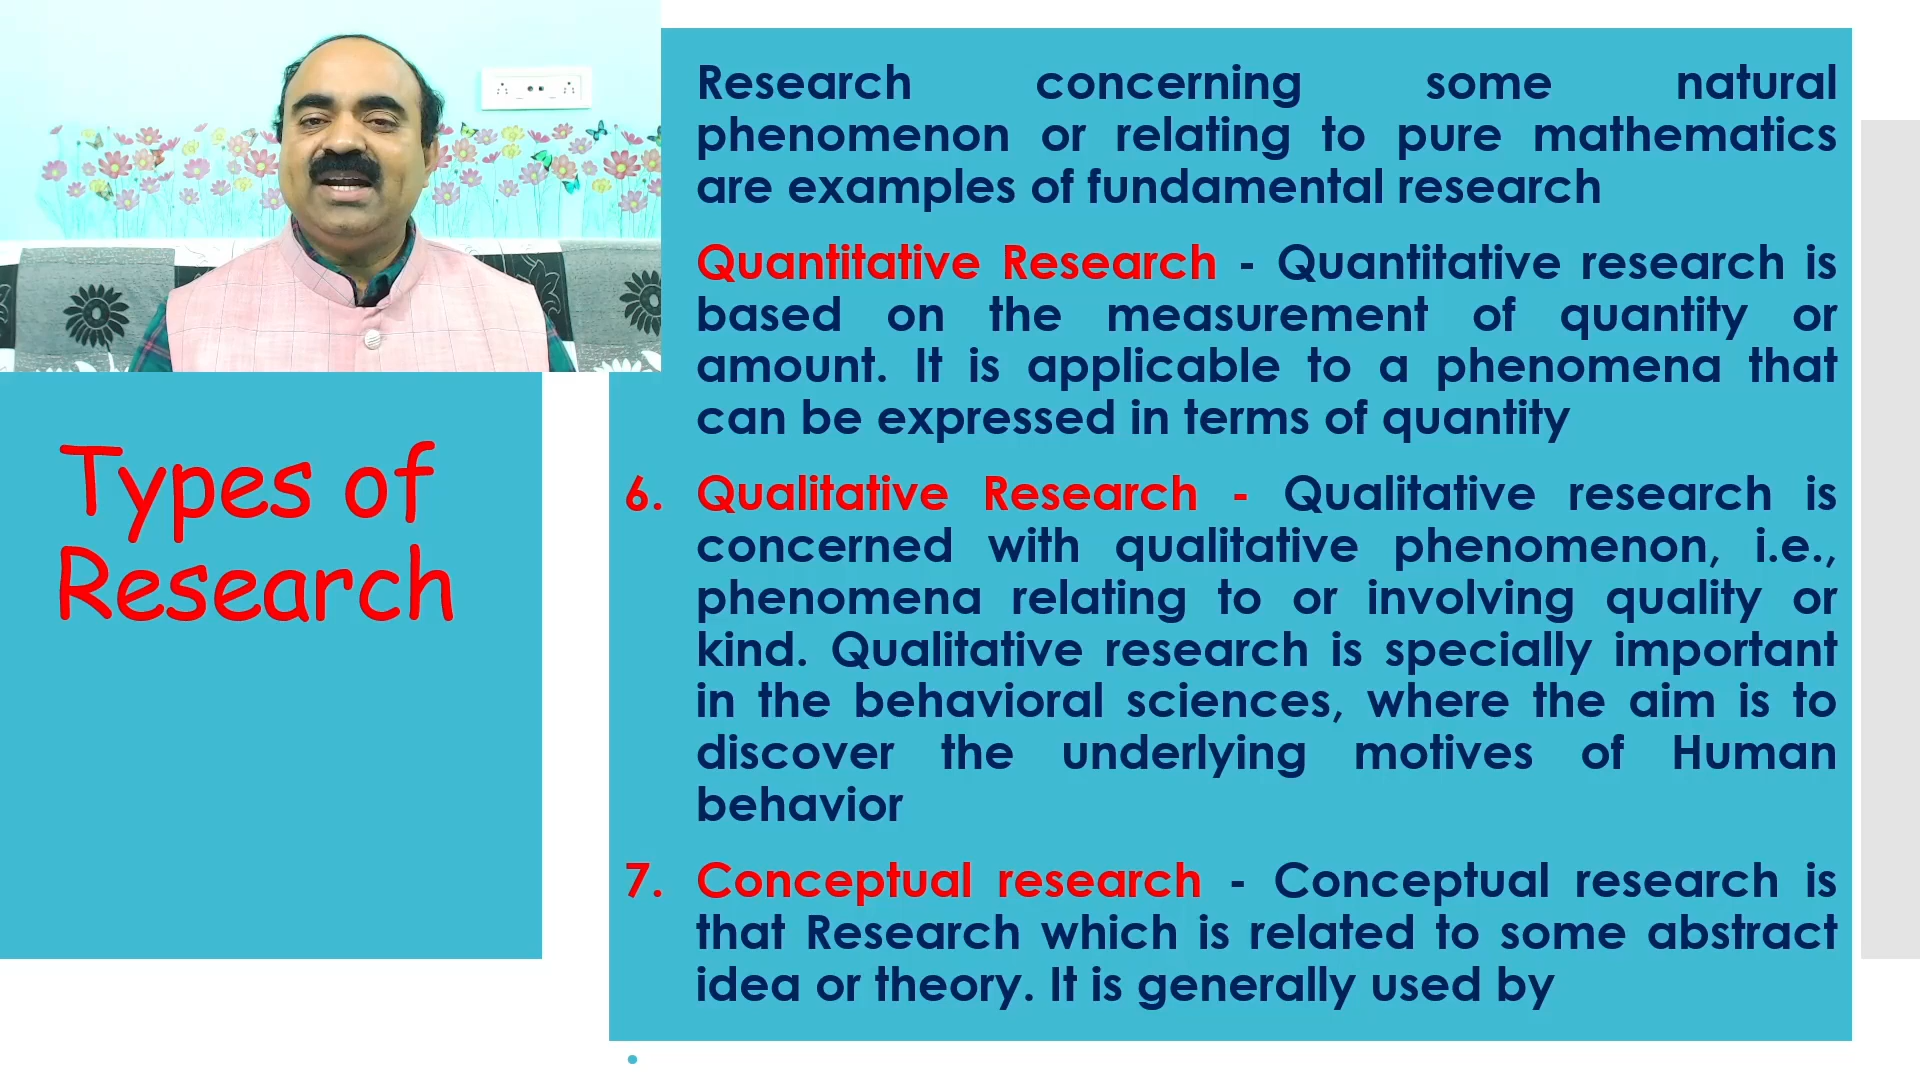 Types of
Research
Research concerning some natural
phenomenon or relating to pure mathematics
are examples of fundamental research
Quantitative Research - Quantitative research is
based on the measurement of quantity or
amount. It is applicable to a phenomena that
can be expressed in terms of quantity
6. Qualitative Research - Qualitative research is
concerned with qualitative phenomenon, i.e.,
phenomena relating to or involving quality or
kind. Qualitative research is specially important
in the behavioral sciences, where the aim is to
discover the underlying motives of Human
behavior
7. Conceptual research - Conceptual research is
that Research which is related to some abstract
idea or theory. It is generally used by